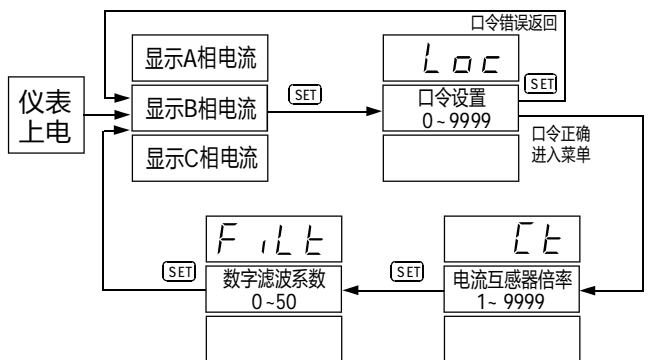 口令错误返回
显示A相电流
Loc
SET
仪表
上电
显示B相电流
SET
口令设置
0~9999
口令正确
进入菜单
显示C相电流
FiLt
Ct
SET
数字滤波系数
0~50
SET
电流互感器倍率
1~ 9999